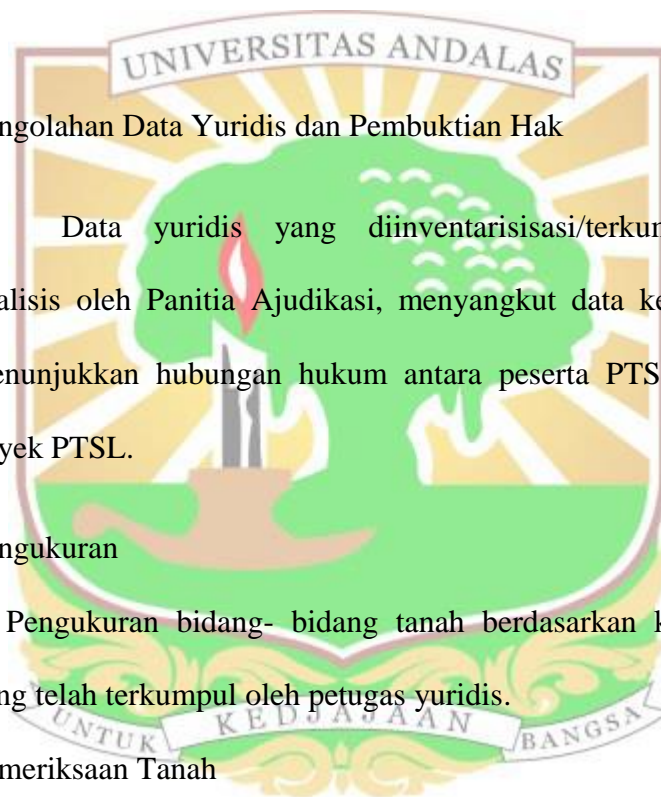 UNIVERSITAS ANDALAS
ngolahan Data Yuridis dan Pembuktian Hak
Data yuridis yang diinventarisisasi/terkun
alisis oleh Panitia Ajudikasi, menyangkut data ke
enunjukkan hubungan hukum antara peserta PTS
yek PTSL.
ngukuran
Pengukuran bidang- bidang tanah berdasarkan k
ng telah terkumpul oleh petugas yuridis.
UNTUK KEDJAJAAN BANGSA
meriksaan Tanah